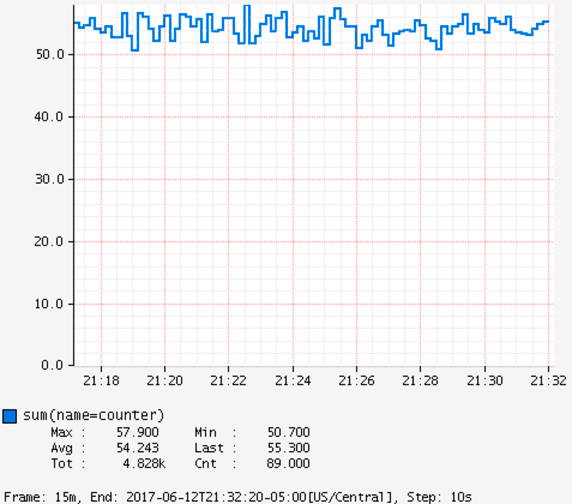 50.0
40.0
30.0
20.0
10.0
0.0
21:18 21:20 21:22 21:24 21:26 21:28 21:30 21:32
sum(name=counter)
Max : 57.900 Min : 50.700
Avg : 54.243 Last : 55.300
Tot : 4.828k Cnt : 89.000
Frame: 15m, End: 2017-06-12T21:32:20-05:00[US/Central], Step: 10s